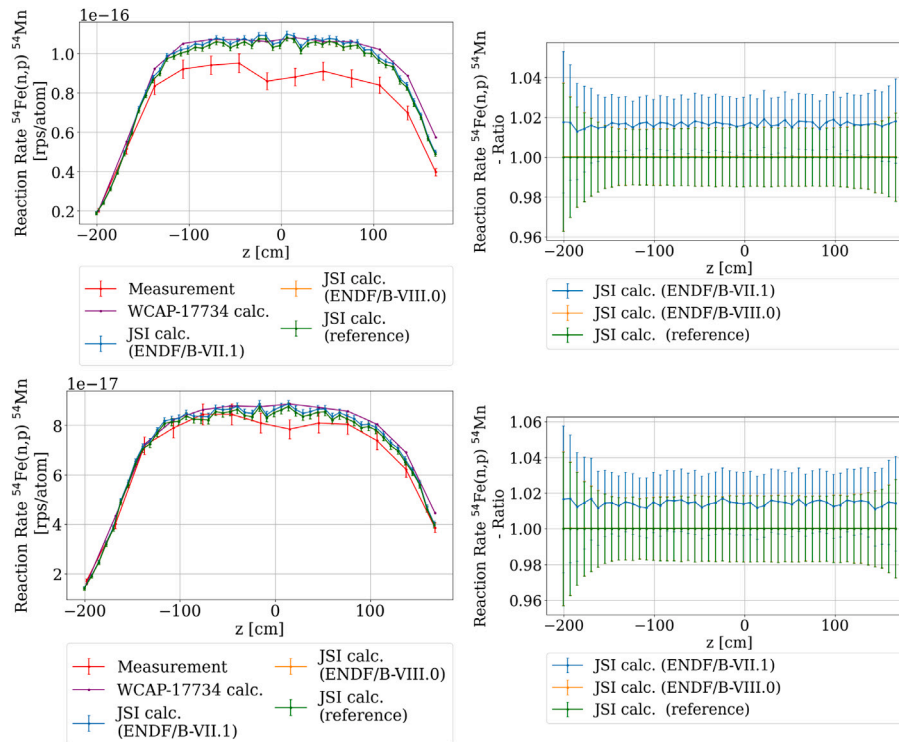 1e−16
Reaction Rate ⁵⁴Fe(n,p) ⁵⁴Mn
[rps/atom]
1.0
0.8
0.6
0.4
0.2
−200
−100
0
100
z [cm]
Measurement
WCAP-17734 calc.
JSI calc.
(ENDF/B-VII.1)
JSI calc.
(ENDF/B-VIII.0)
JSI calc.
(reference)
Reaction Rate ⁵⁴Fe(n,p) ⁵⁴Mn
- Ratio
1.04
1.02
1.00
0.98
0.96
−200
−100
0
100
z [cm]
JSI calc. (ENDF/B-VII.1)
JSI calc. (ENDF/B-VIII.0)
JSI calc. (reference)
1e−17
Reaction Rate ⁵⁴Fe(n,p) ⁵⁴Mn
[rps/atom]
8
6
4
2
−200
−100
0
100
z [cm]
Measurement
WCAP-17734 calc.
JSI calc.
(ENDF/B-VII.1)
JSI calc.
(ENDF/B-VIII.0)
JSI calc.
(reference)
Reaction Rate ⁵⁴Fe(n,p) ⁵⁴Mn
- Ratio
1.06
1.04
1.02
1.00
0.98
0.96
−200
−100
0
100
z [cm]
JSI calc. (ENDF/B-VII.1)
JSI calc. (ENDF/B-VIII.0)
JSI calc. (reference)